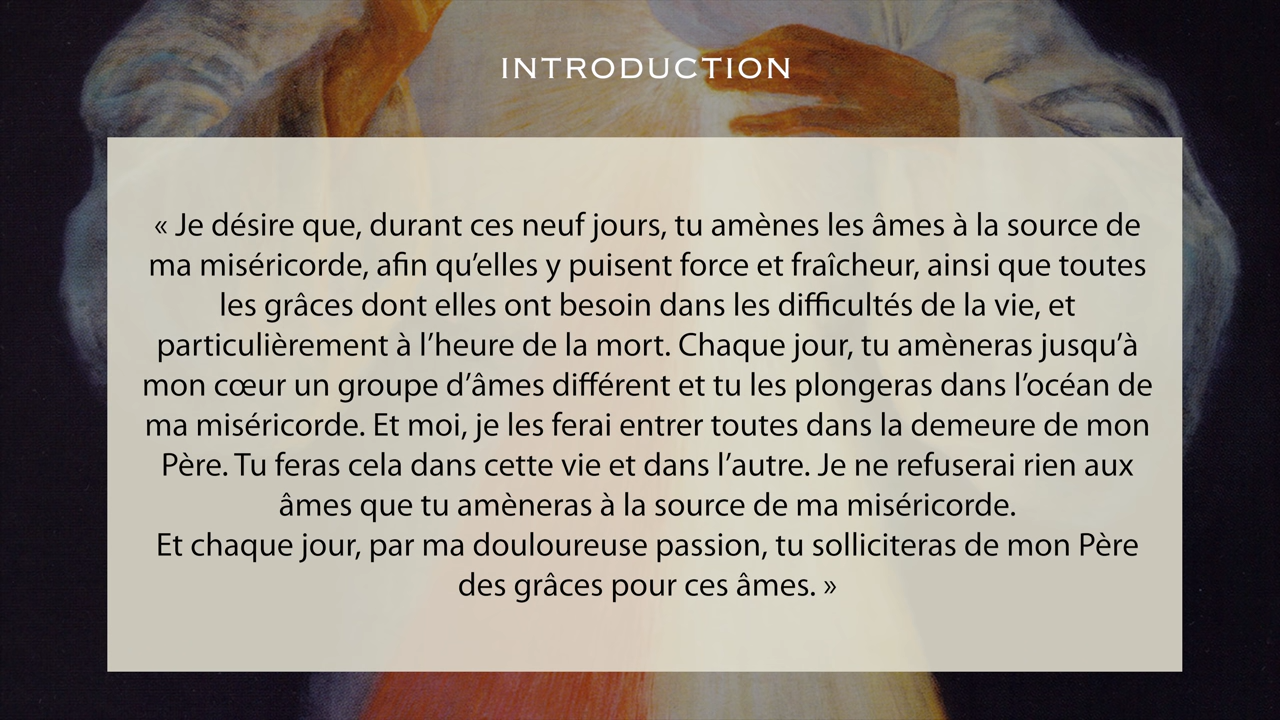 INTRODUCTION
« Je désire que, durant ces neuf jours, tu amènes les âmes à la source de
ma miséricorde, afin qu’elles y puisent force et fraîcheur, ainsi que toutes
les grâces dont elles ont besoin dans les difficultés de la vie, et
particulièrement à l’heure de la mort. Chaque jour, tu amèneras jusqu’à
mon cœur un groupe d’âmes différent et tu les plongeras dans l’océan de
ma miséricorde. Et moi, je les ferai entrer toutes dans la demeure de mon
Père. Tu feras cela dans cette vie et dans l’autre. Je ne refuserai rien aux
âmes que tu amèneras à la source de ma miséricorde.
Et chaque jour, par ma douloureuse passion, tu solliciteras de mon Père
des grâces pour ces âmes. »